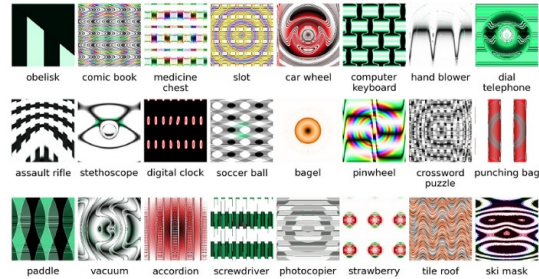 obelisk
comic book
medicine
chest
slot
car wheel
computer
keyboard
hand blower
dial
telephone
assault rifle
stethoscope
digital clock
soccer ball
bagel
pinwheel
crossword
puzzle
punching bag
paddle
vacuum
accordion
screwdriver
photocopier
strawberry
tile roof
ski mask